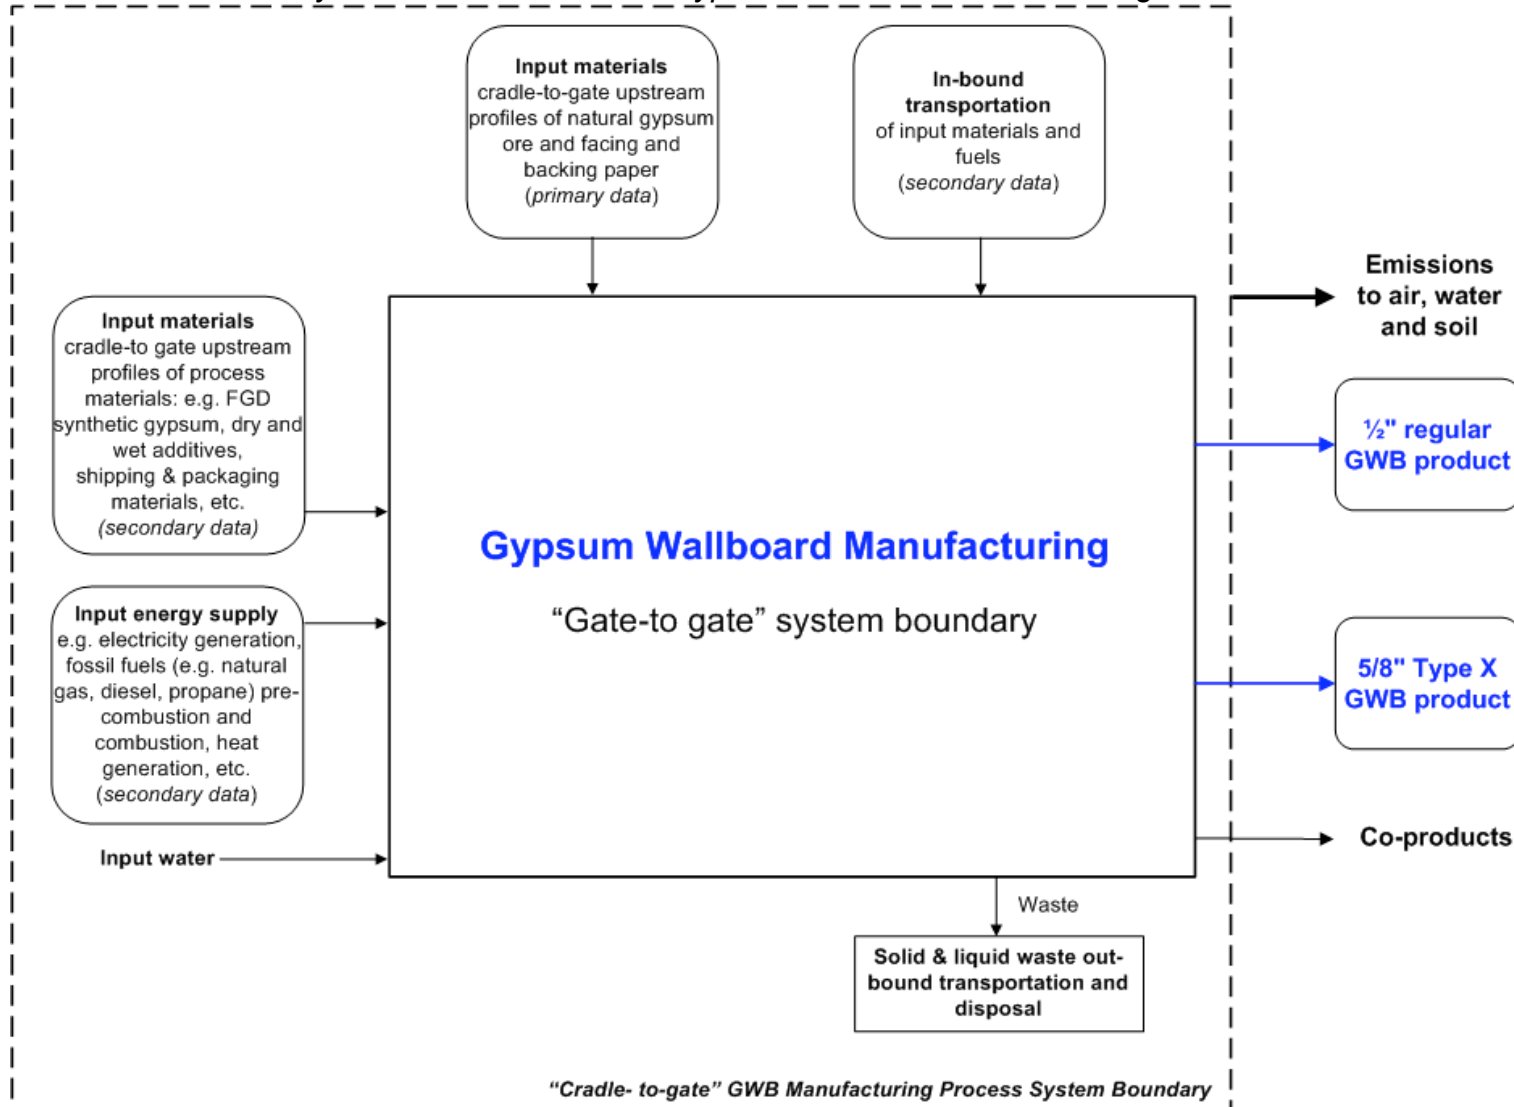 Input materials
cradle-to-gate upstream
profiles of natural gypsum
ore and facing and
backing paper
(primary data)
In-bound
transportation
of input materials and
fuels
(secondary data)
Emissions
to air, water
and soil
Input materials
cradle-to gate upstream
profiles of process
materials: e.g. FGD
synthetic gypsum, dry and
wet additives,
shipping & packaging
materials, etc.
(secondary data)
½" regular
GWB product
Gypsum Wallboard Manufacturing
“Gate-to gate” system boundary
Input energy supply
e.g. electricity generation,
fossil fuels (e.g. natural
gas, diesel, propane) pre-
combustion and
combustion, heat
generation, etc.
(secondary data)
5/8" Type X
GWB product
Input water
Co-products
Waste
Solid & liquid waste out-
bound transportation and
disposal
“Cradle- to-gate” GWB Manufacturing Process System Boundary